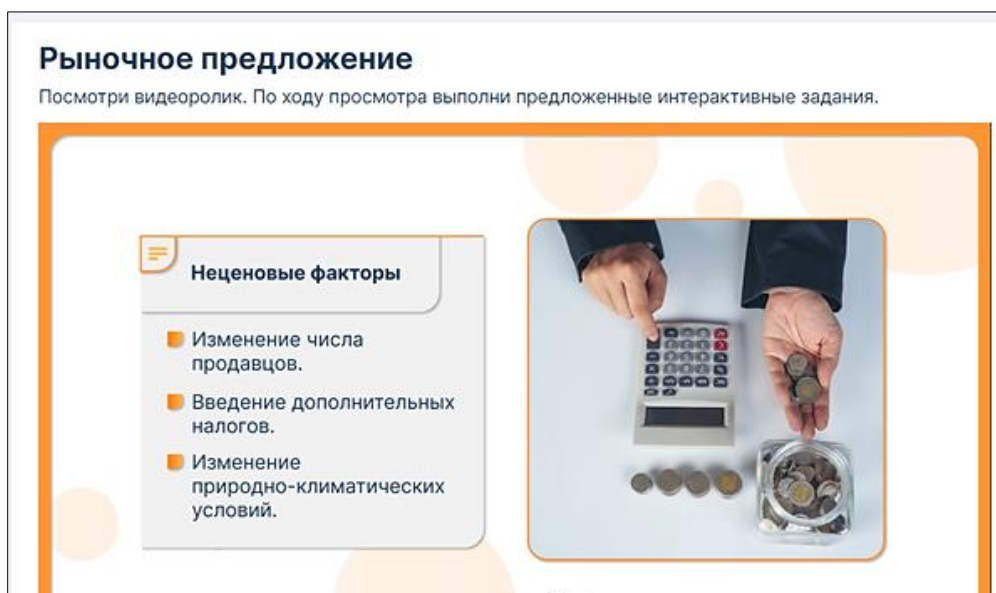 Рыночное предложение
Посмотри видеоролик. По ходу просмотра выполни предложенные интерактивные задания.
Неценовые факторы
Изменение числа
продавцов.
Введение дополнительных
налогов.
Изменение
природно-климатических
условий.